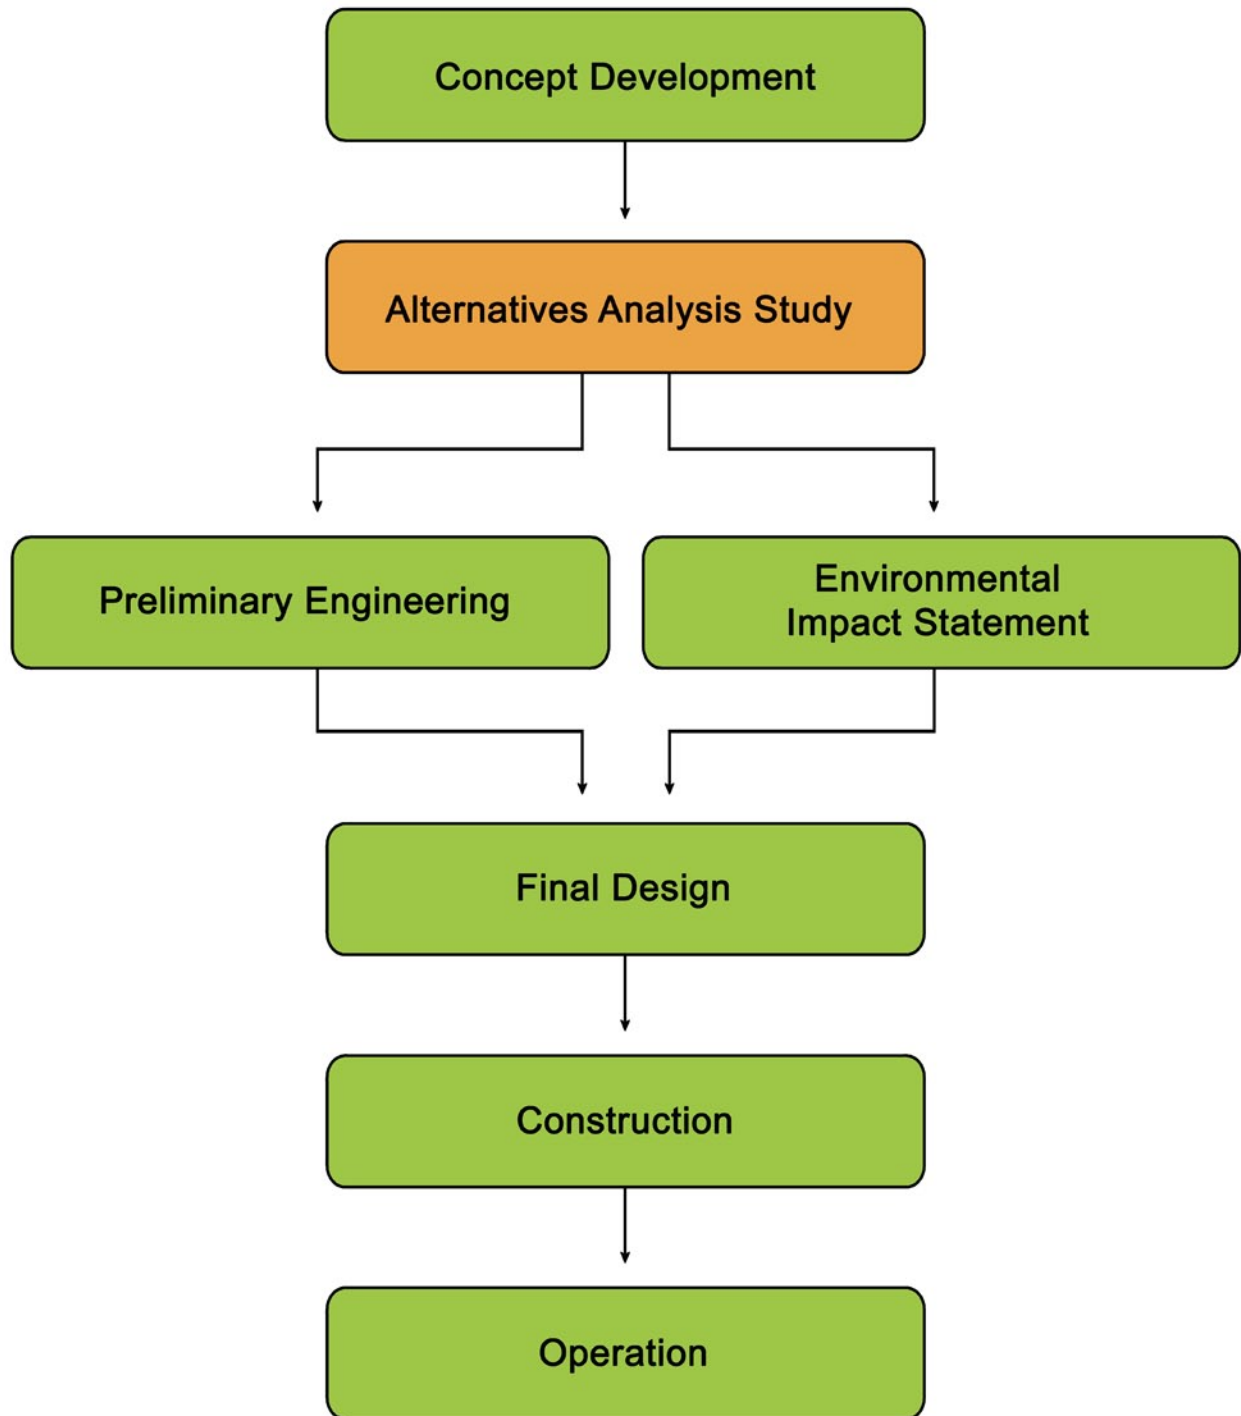 Concept Development
Alternatives Analysis Study
Preliminary Engineering
Environmental
Impact Statement
Final Design
Construction
Operation